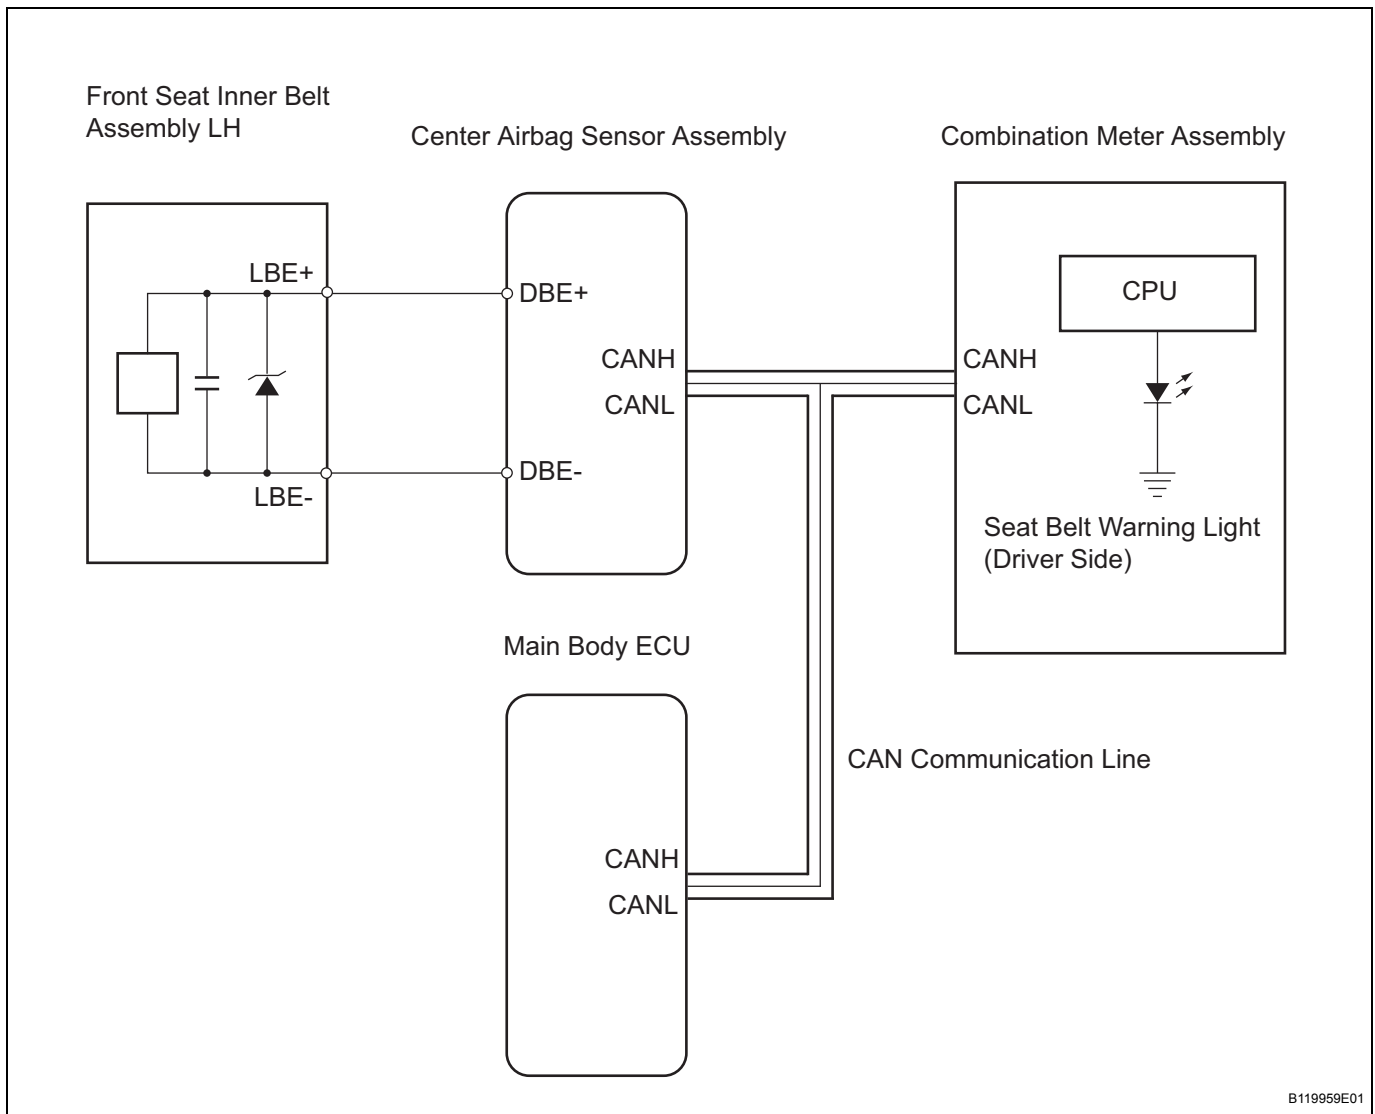 Front Seat Inner Belt
Assembly LH
Center Airbag Sensor Assembly
Combination Meter Assembly
LBE+
DBE+
CPU
CANH
CANH
CANL
CANL
LBE-
DBE-
Seat Belt Warning Light
(Driver Side)
Main Body ECU
CAN Communication Line
CANH
CANL
B119959E01